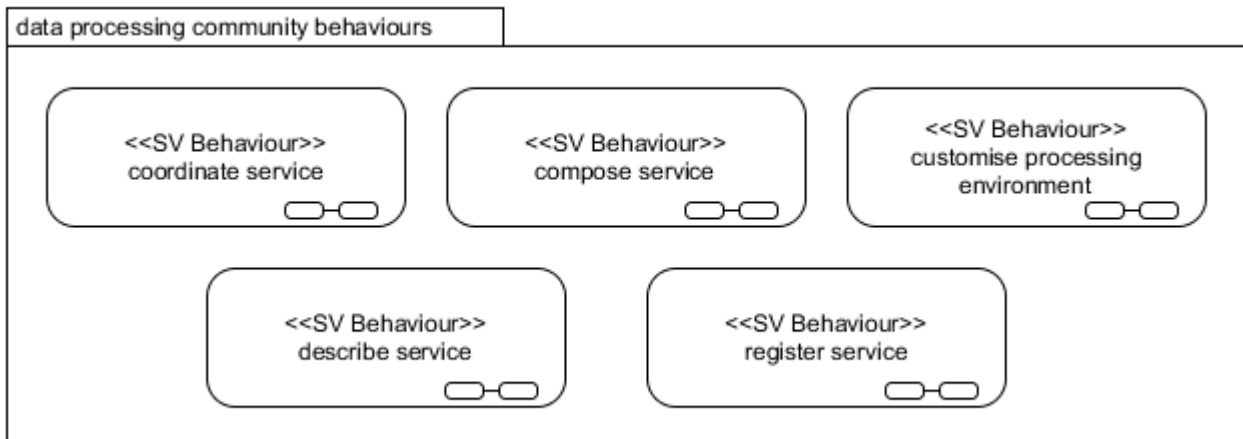 data processing community behaviours
<<SV Behaviour>>
coordinate service
<<SV Behaviour>>
compose service
<<SV Behaviour>>
customise processing
environment
<<SV Behaviour>>
describe service
<<SV Behaviour>>
register service